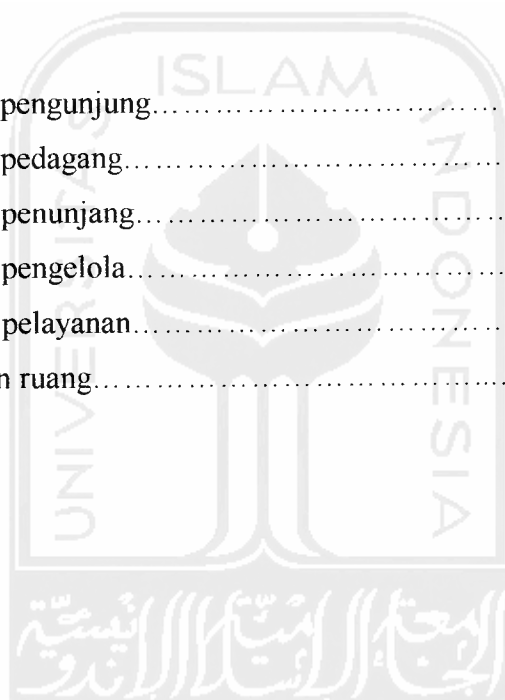 ISLAM
UNIVERSITAS
INDONESIA
pengunjung……………………………………
pedagang………………………………………
penunjang………………………………………
pengelola………………………………………
pelayanan………………………………………
n ruang…………………………………………